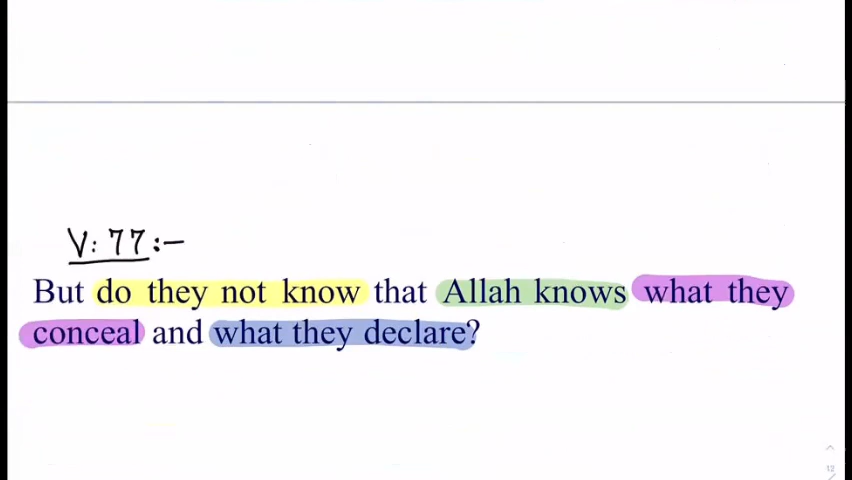 V: 77:-
But do they not know that Allah knows what they
conceal and what they declare?